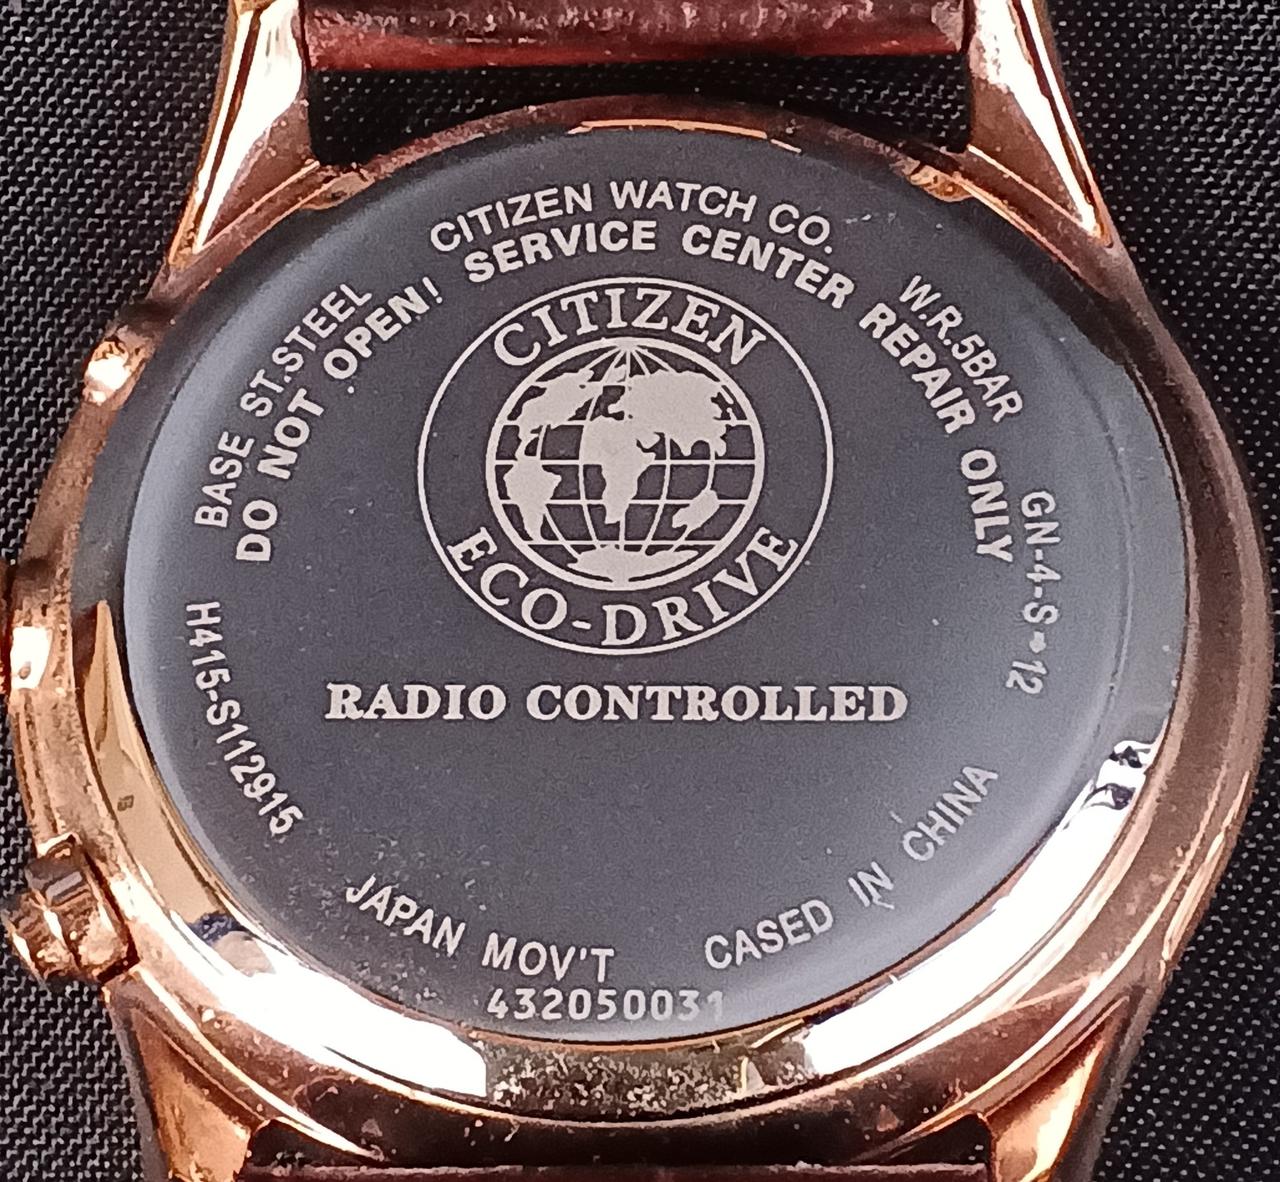 CITIZEN WATCH CO.
BASE ST.STEEL
W.R.5BAR
GN-4-S-12
DO NOT OPEN! SERVICE CENTER REPAIR ONLY
CITIZEN
ECO-DRIVE
RADIO CONTROLLED
H415-S112915
JAPAN MOV'T
CASED IN CHINA
432050031